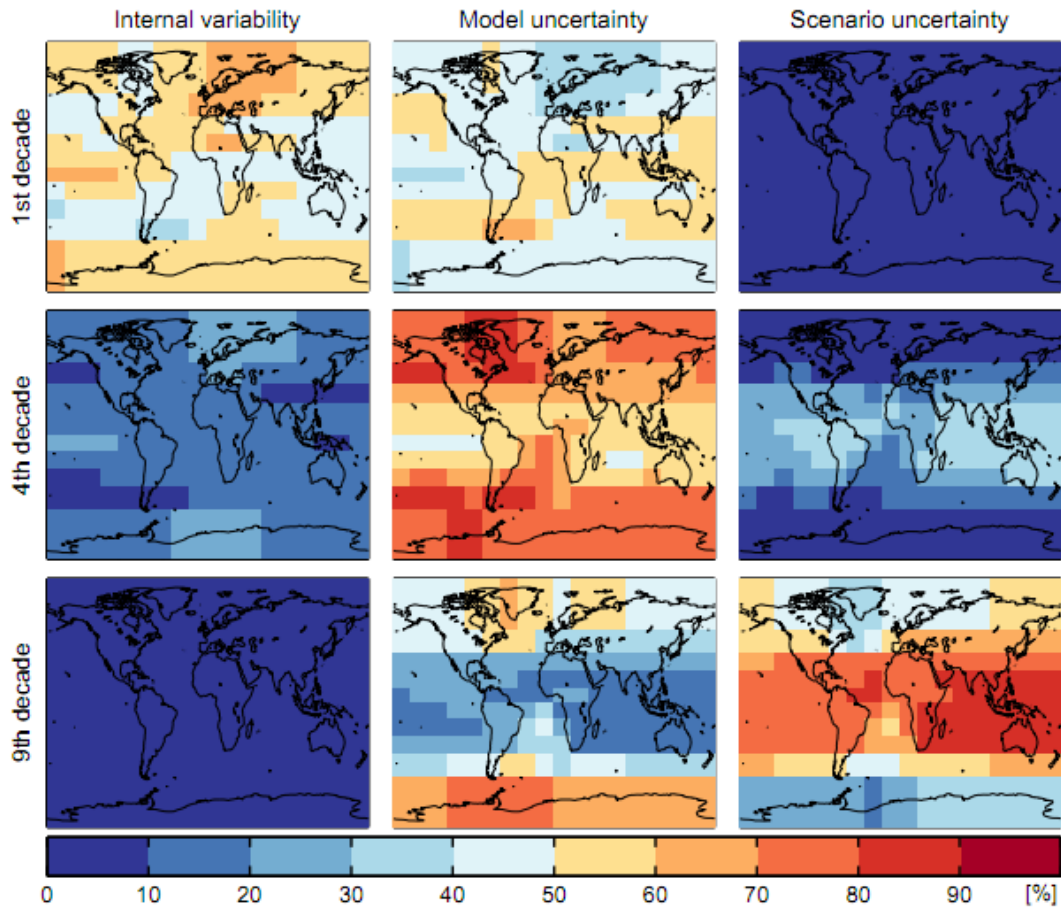 Internal variability Model uncertainty Scenario uncertainty
1st decade
4th decade
9th decade
0 10 20 30 40 50 60 70 80 90 [%]